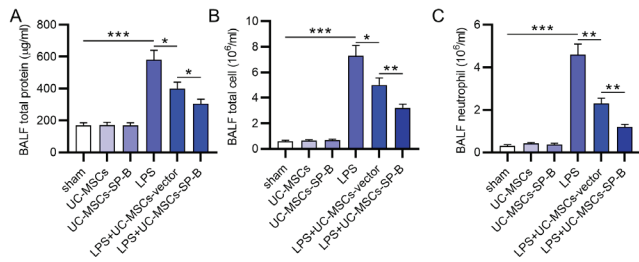 A
BALF total protein (μg/ml)
800
600
400
200
0
***
*
*
sham
UC-MSCs
UC-MSCs-SP-B
LPS
LPS+UC-MSCs-vector
LPS+UC-MSCs-SP-B
B
BALF total cell (10⁶/ml)
10
8
6
4
2
0
***
*
**
sham
UC-MSCs
UC-MSCs-SP-B
LPS
LPS+UC-MSCs-vector
LPS+UC-MSCs-SP-B
C
BALF neutrophil (10⁶/ml)
6
4
2
0
***
**
**
sham
UC-MSCs
UC-MSCs-SP-B
LPS
LPS+UC-MSCs-vector
LPS+UC-MSCs-SP-B